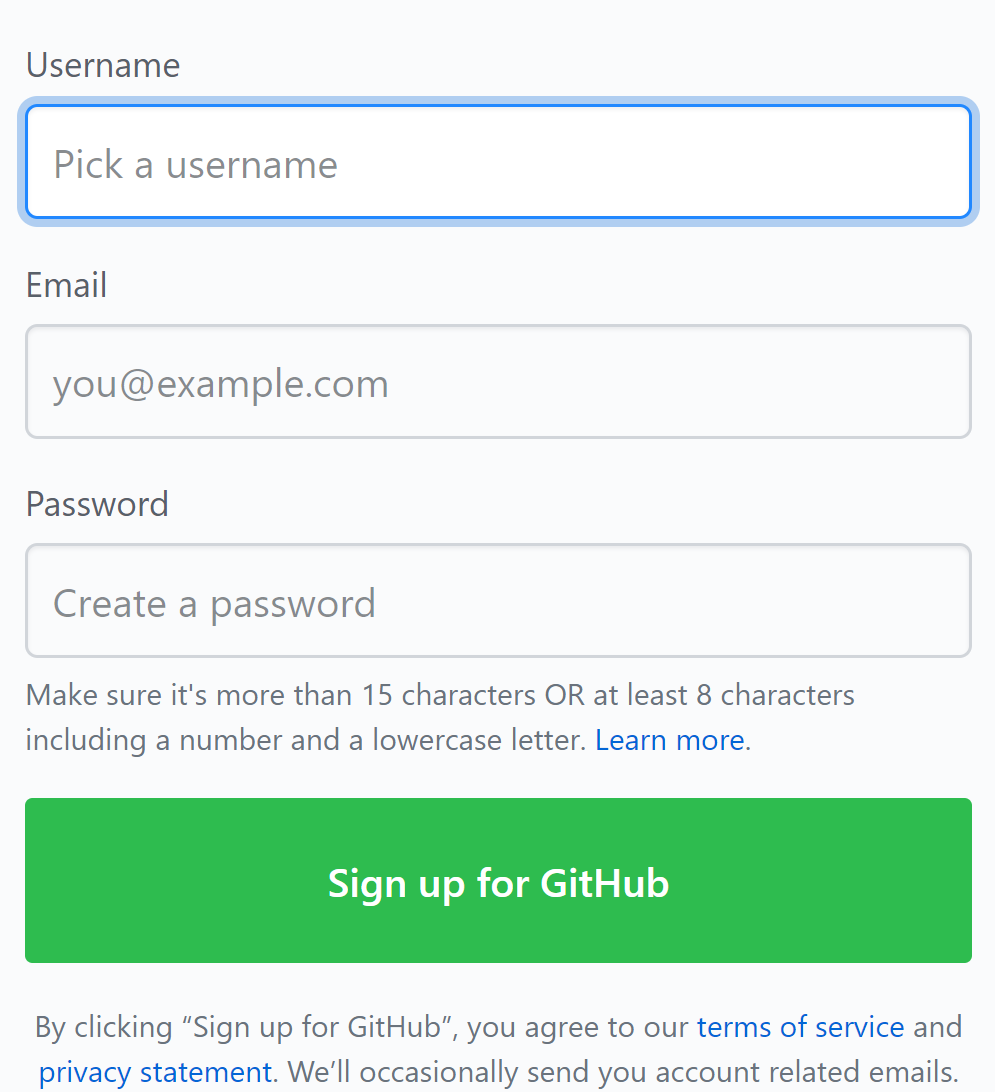 Username
Pick a username
Email
you@example.com
Password
Create a password
Make sure it's more than 15 characters OR at least 8 characters
including a number and a lowercase letter. Learn more.
Sign up for GitHub
By clicking “Sign up for GitHub”, you agree to our terms of service and
privacy statement. We’ll occasionally send you account related emails.